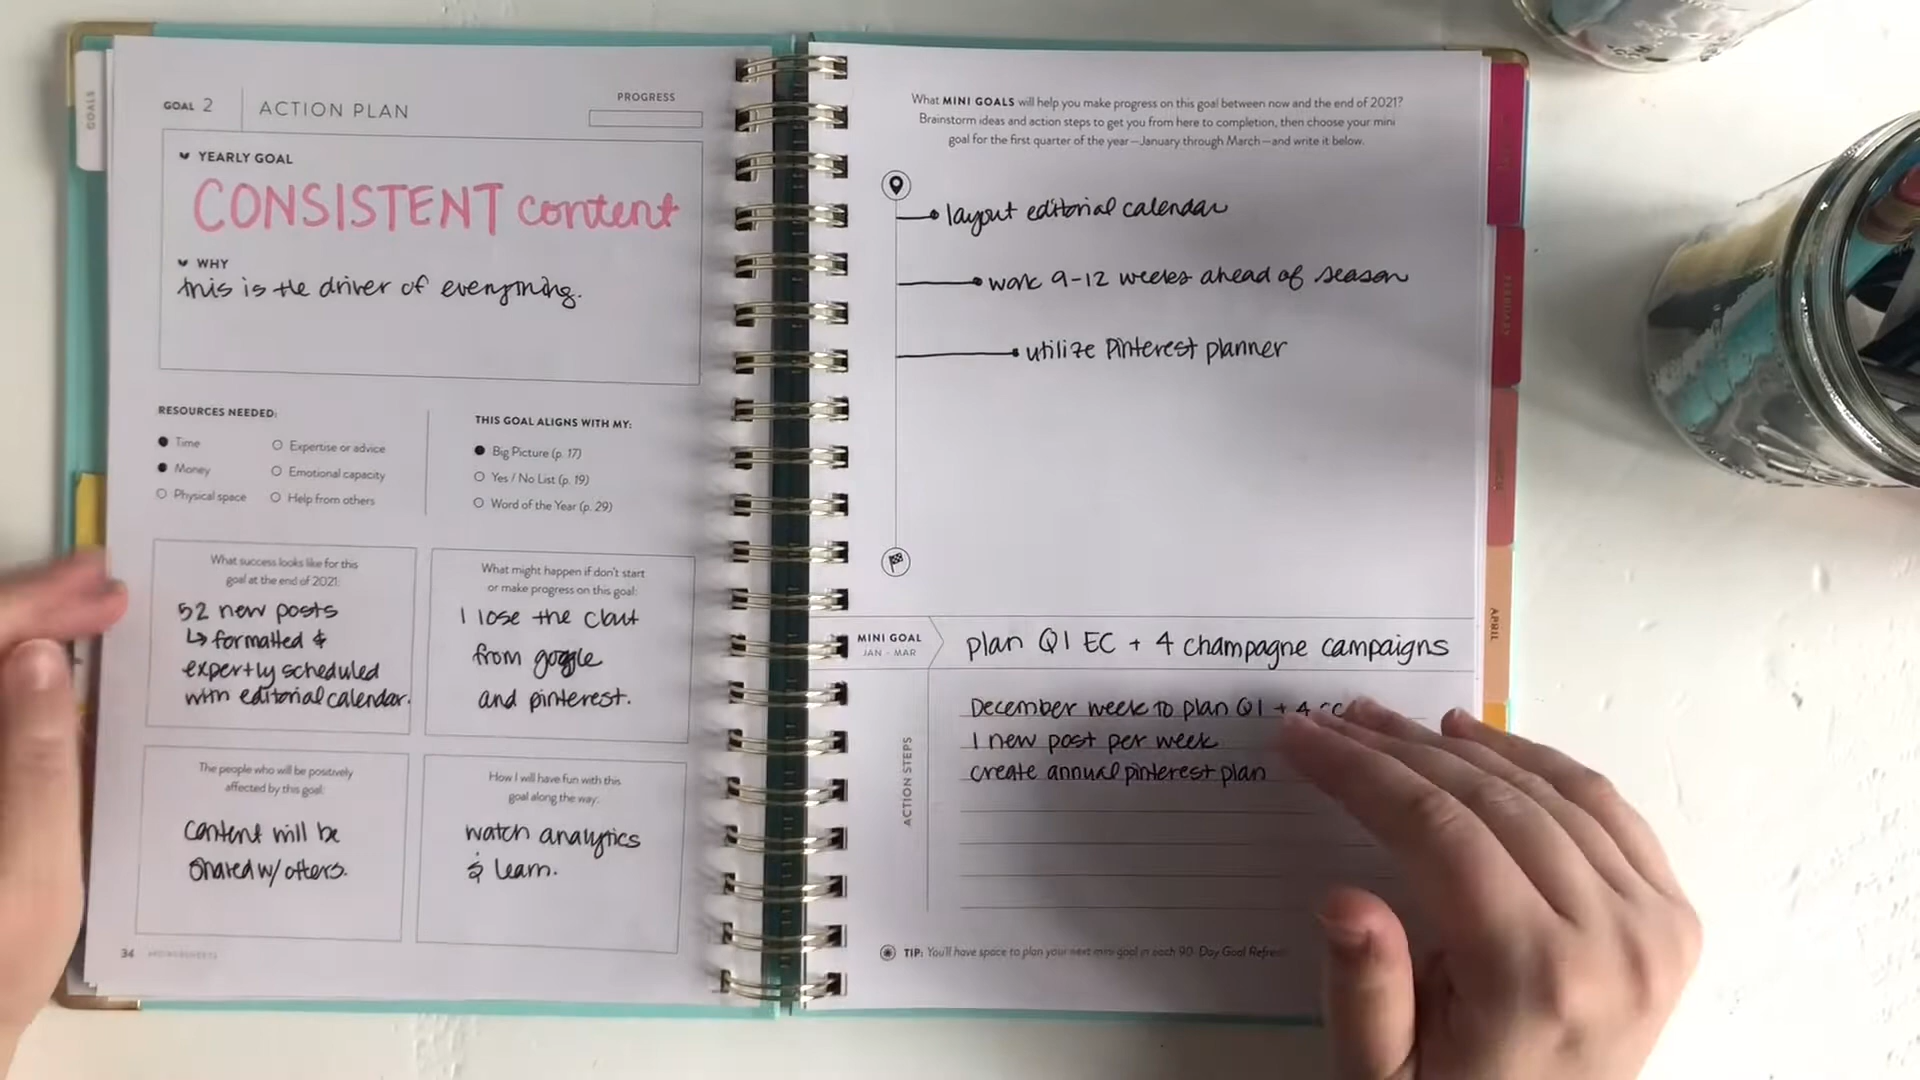 GOALS
GOAL 2
ACTION PLAN
PROGRESS
YEARLY GOAL
CONSISTENT content
WHY
this is the driver of everything.
RESOURCES NEEDED:
Time
Expertise or advice
Money
Emotional capacity
Physical space
Help from others
THIS GOAL ALIGNS WITH MY:
Big Picture (p. 17)
Yes / No List (p. 19)
Word of the Year (p. 29)
What success looks like for this
goal at the end of 2021:
52 new posts
↳ formatted &
expertly scheduled
with editorial calendar.
What might happen if don't start
or make progress on this goal:
I lose the clout
from google
and pinterest.
The people who will be positively
affected by this goal:
Content will be
shared w/
How I will have fun with this
goal along the way:
watch analytics
& learn.
34
What MINI GOALS will help you make progress on this goal between now and the end of 2021?
Brainstorm ideas and action steps to get you from here to completion, then choose your mini
goal for the first quarter of the year—January through March—and write it below.
layout editorial calendar
work 9-12 weeks ahead of season
utilize Pinterest planner
MINI GOAL
JAN - MAR
plan Q1 EC + 4 champagne campaigns
ACTION STEPS
December week to plan Q1 + 4 CC
1 new post per week
create annual pinterest plan
TIP: You'll have space to plan your next mini goal in each 90-Day Goal
FEBRUARY
APRIL